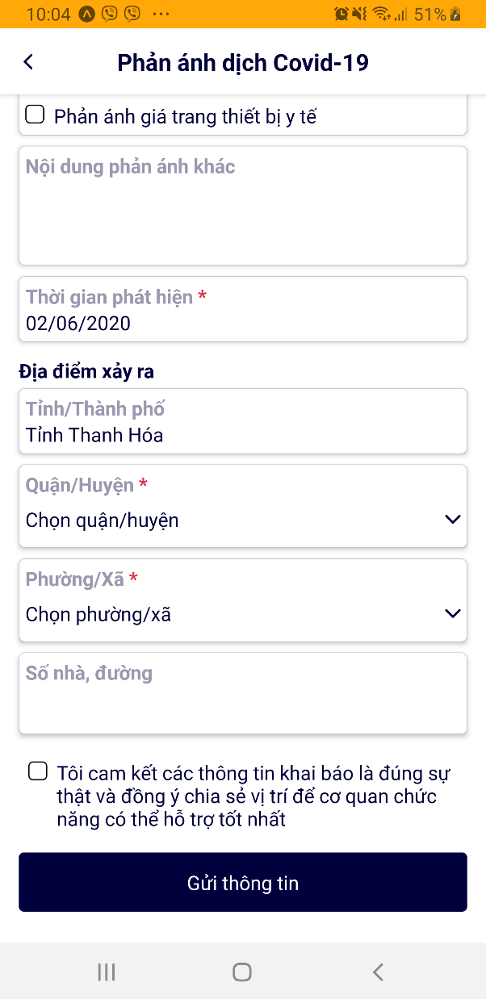 10:04
51%
Phản ánh dịch Covid-19
Phản ánh giá trang thiết bị y tế
Nội dung phản ánh khác
Thời gian phát hiện *
02/06/2020
Địa điểm xảy ra
Tỉnh/Thành phố
Tỉnh Thanh Hóa
Quận/Huyện *
Chọn quận/huyện
Phường/Xã *
Chọn phường/xã
Số nhà, đường
Tôi cam kết các thông tin khai báo là đúng sự
thật và đồng ý chia sẻ vị trí để cơ quan chức
năng có thể hỗ trợ tốt nhất
Gửi thông tin